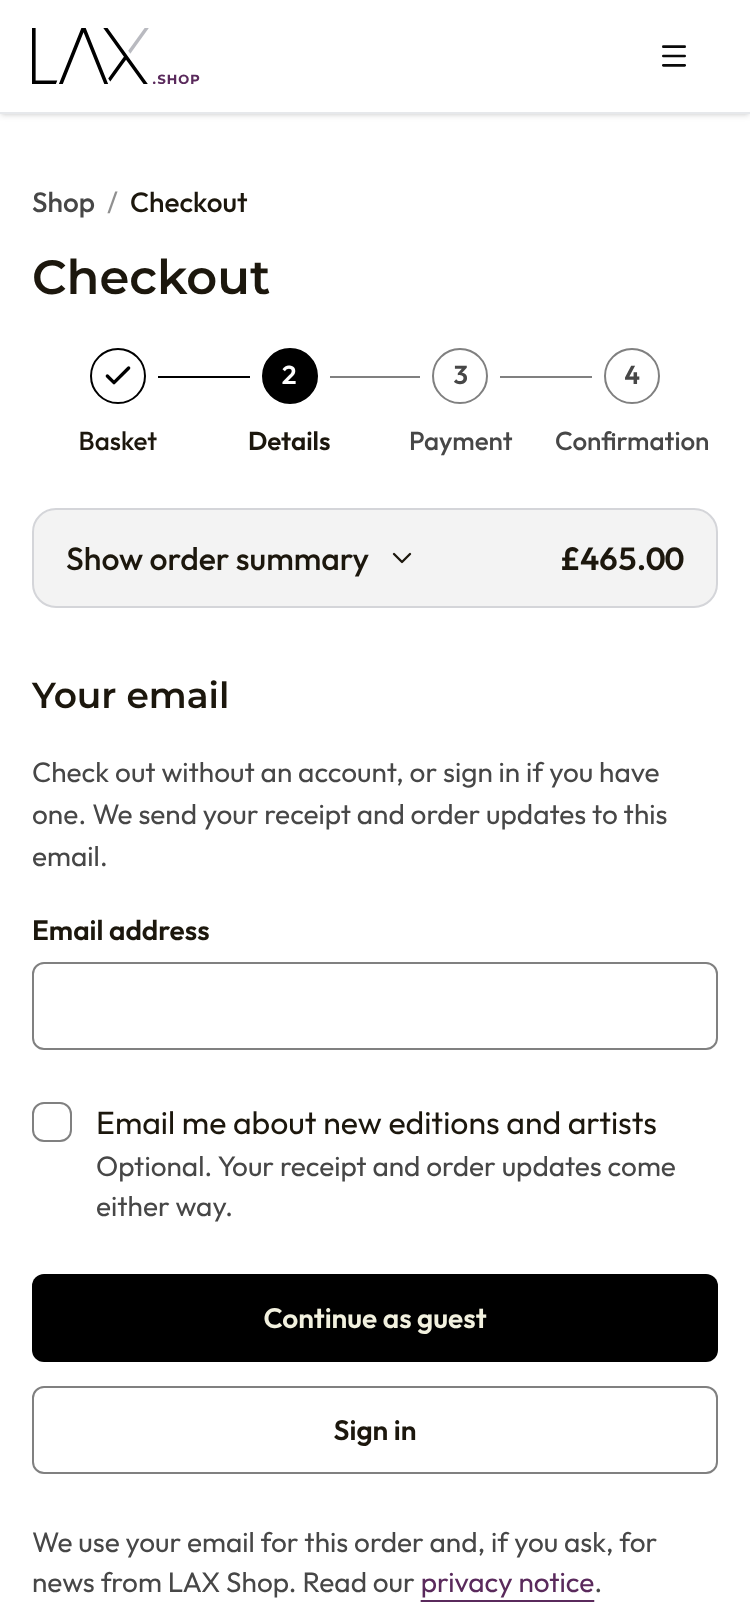 LAX.SHOP
Shop / Checkout
Checkout
2 3 4
Basket Details Payment Confirmation
Show order summary £465.00
Your email
Check out without an account, or sign in if you have
one. We send your receipt and order updates to this
email.
Email address
Email me about new editions and artists
Optional. Your receipt and order updates come
either way.
Continue as guest
Sign in
We use your email for this order and, if you ask, for
news from LAX Shop. Read our privacy notice.